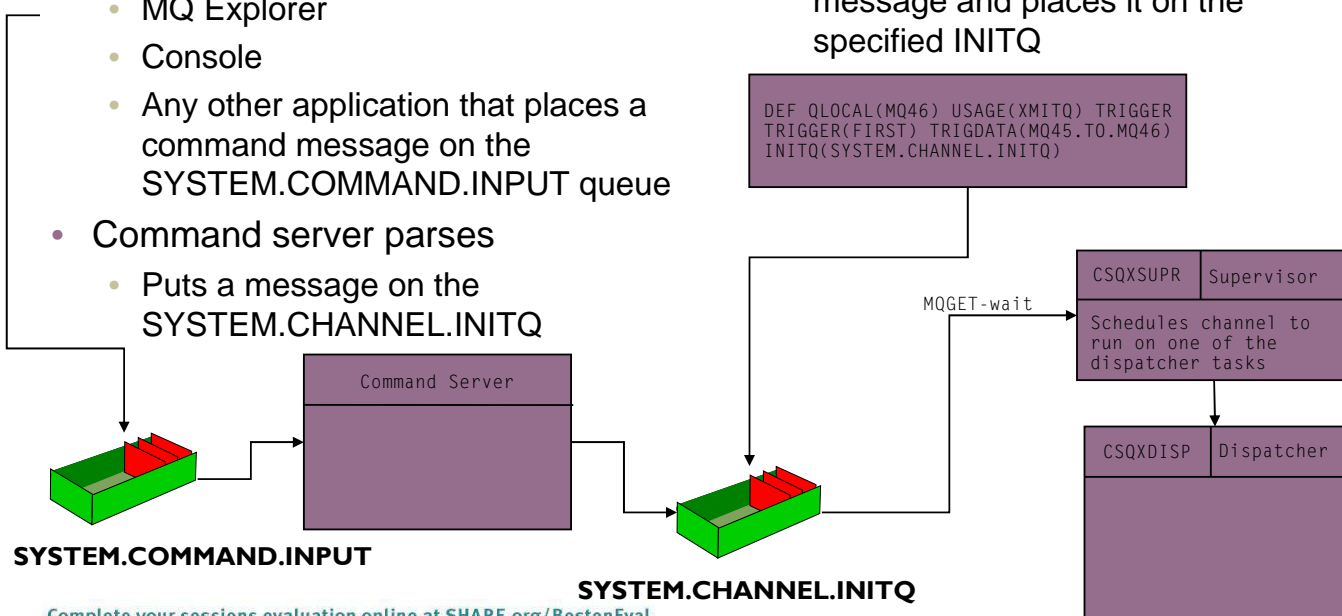 MQ Explorer
Console
Any other application that places a
command message on the
SYSTEM.COMMAND.INPUT queue
Command server parses
Puts a message on the
SYSTEM.CHANNEL.INITQ
message and places it on the
specified INITQ
DEF QLOCAL(MQ46) USAGE(XMITQ) TRIGGER
TRIGGER(FIRST) TRIGDATA(MQ45.TO.MQ46)
INITQ(SYSTEM.CHANNEL.INITQ)
MQGET-wait
CSQXSUPR Supervisor
Schedules channel to
run on one of the
dispatcher tasks
Command Server
CSQXDISP Dispatcher
SYSTEM.COMMAND.INPUT
SYSTEM.CHANNEL.INITQ
Complete your sessions evaluation online at SHARE.org/BostonEval